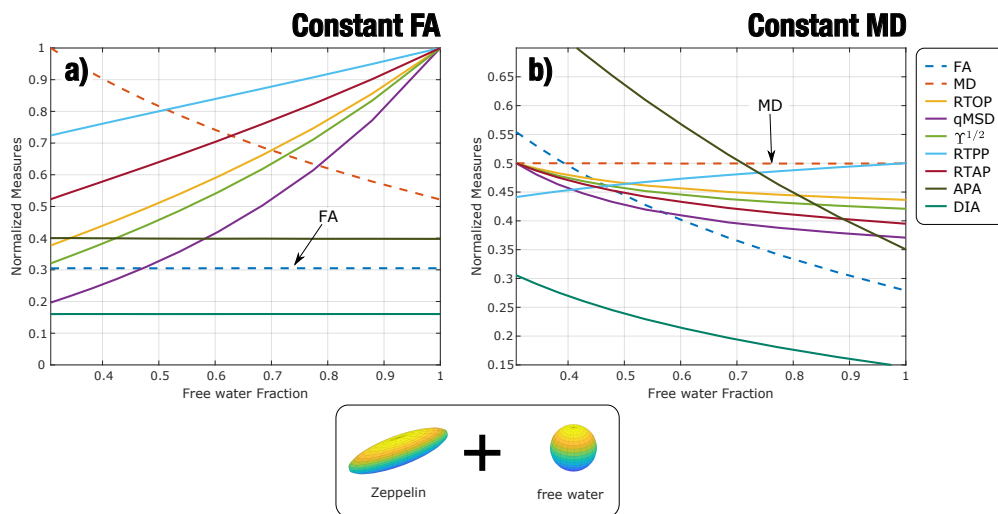 Constant FA
Constant MD
a)
FA
Normalized Measures
Free water Fraction
0
0.1
0.2
0.3
0.4
0.5
0.6
0.7
0.8
0.9
1
0.4
0.5
0.6
0.7
0.8
0.9
1
b)
MD
Normalized Measures
Free water Fraction
0.15
0.2
0.25
0.3
0.35
0.4
0.45
0.5
0.55
0.6
0.65
0.4
0.5
0.6
0.7
0.8
0.9
1
FA
MD
RTOP
qMSD
ϒ^1/2
RTPP
RTAP
APA
DIA
+
Zeppelin
free water